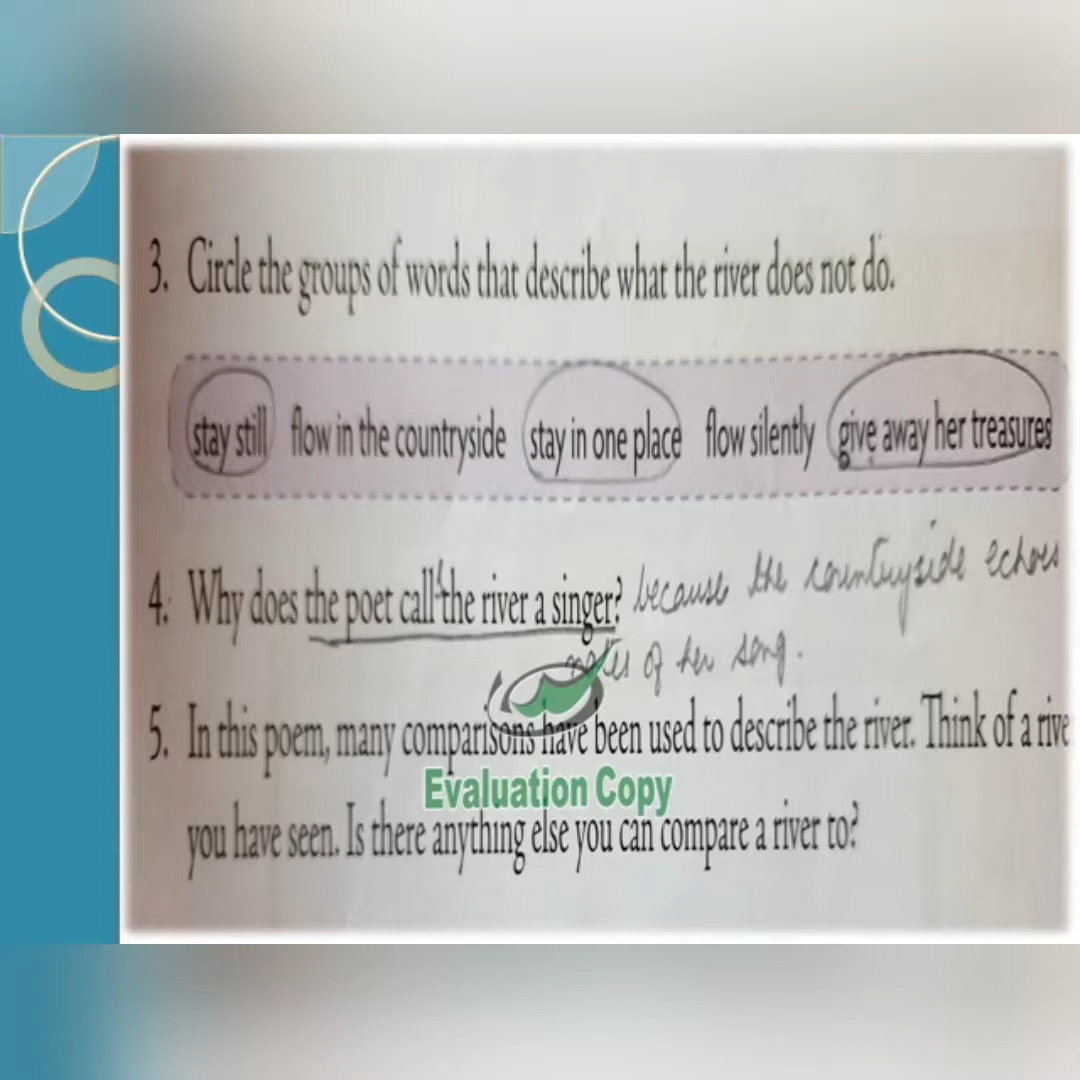 3. Circle the groups of words that describe what the river does not do.
stay still flow in the countryside stay in one place flow silently give away her treasures
4. Why does the poet call the river a singer? because the countryside echoes
notes of her song.
5. In this poem, many comparisons have been used to describe the river. Think of a rive
Evaluation Copy
you have seen. Is there anything else you can compare a river to?